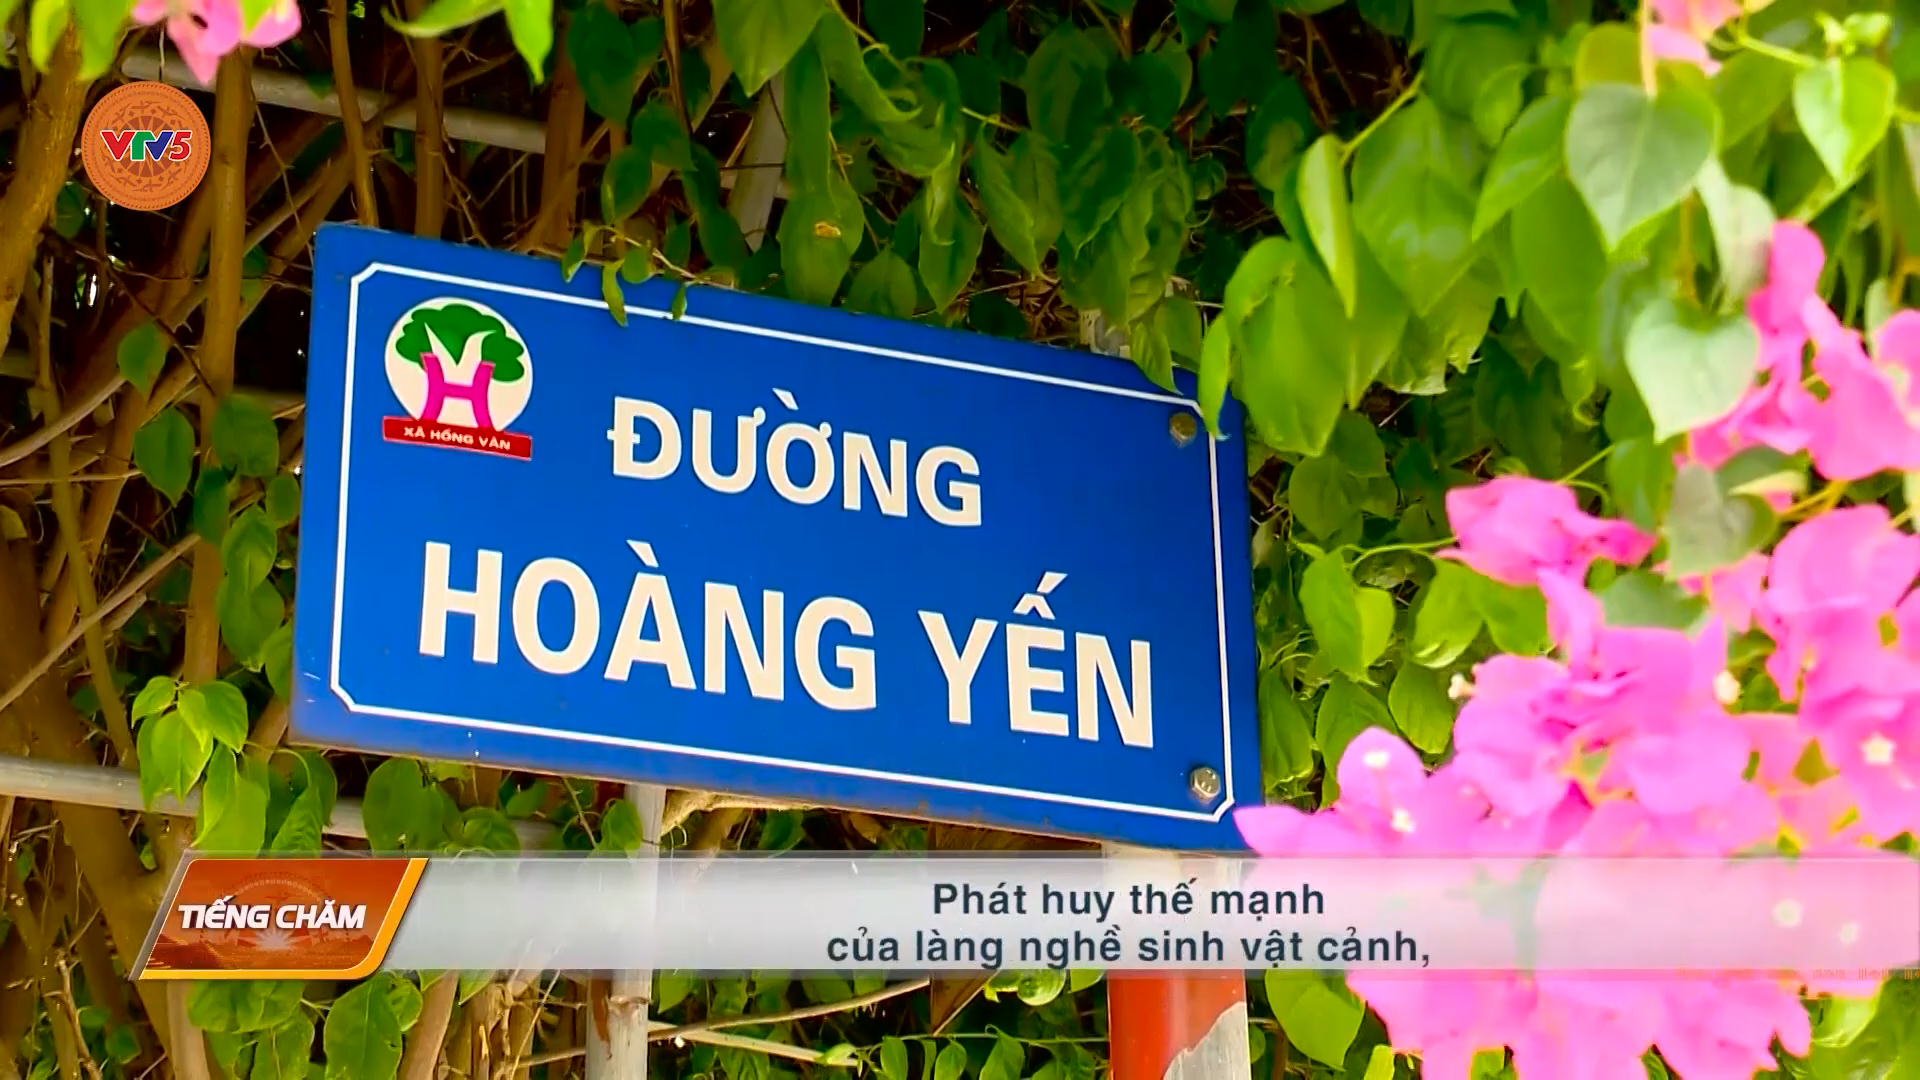 VTV5
XÃ HỒNG VÂN
ĐƯỜNG
HOÀNG YẾN
TIẾNG CHĂM
Phát huy thế mạnh
của làng nghề sinh vật cảnh,